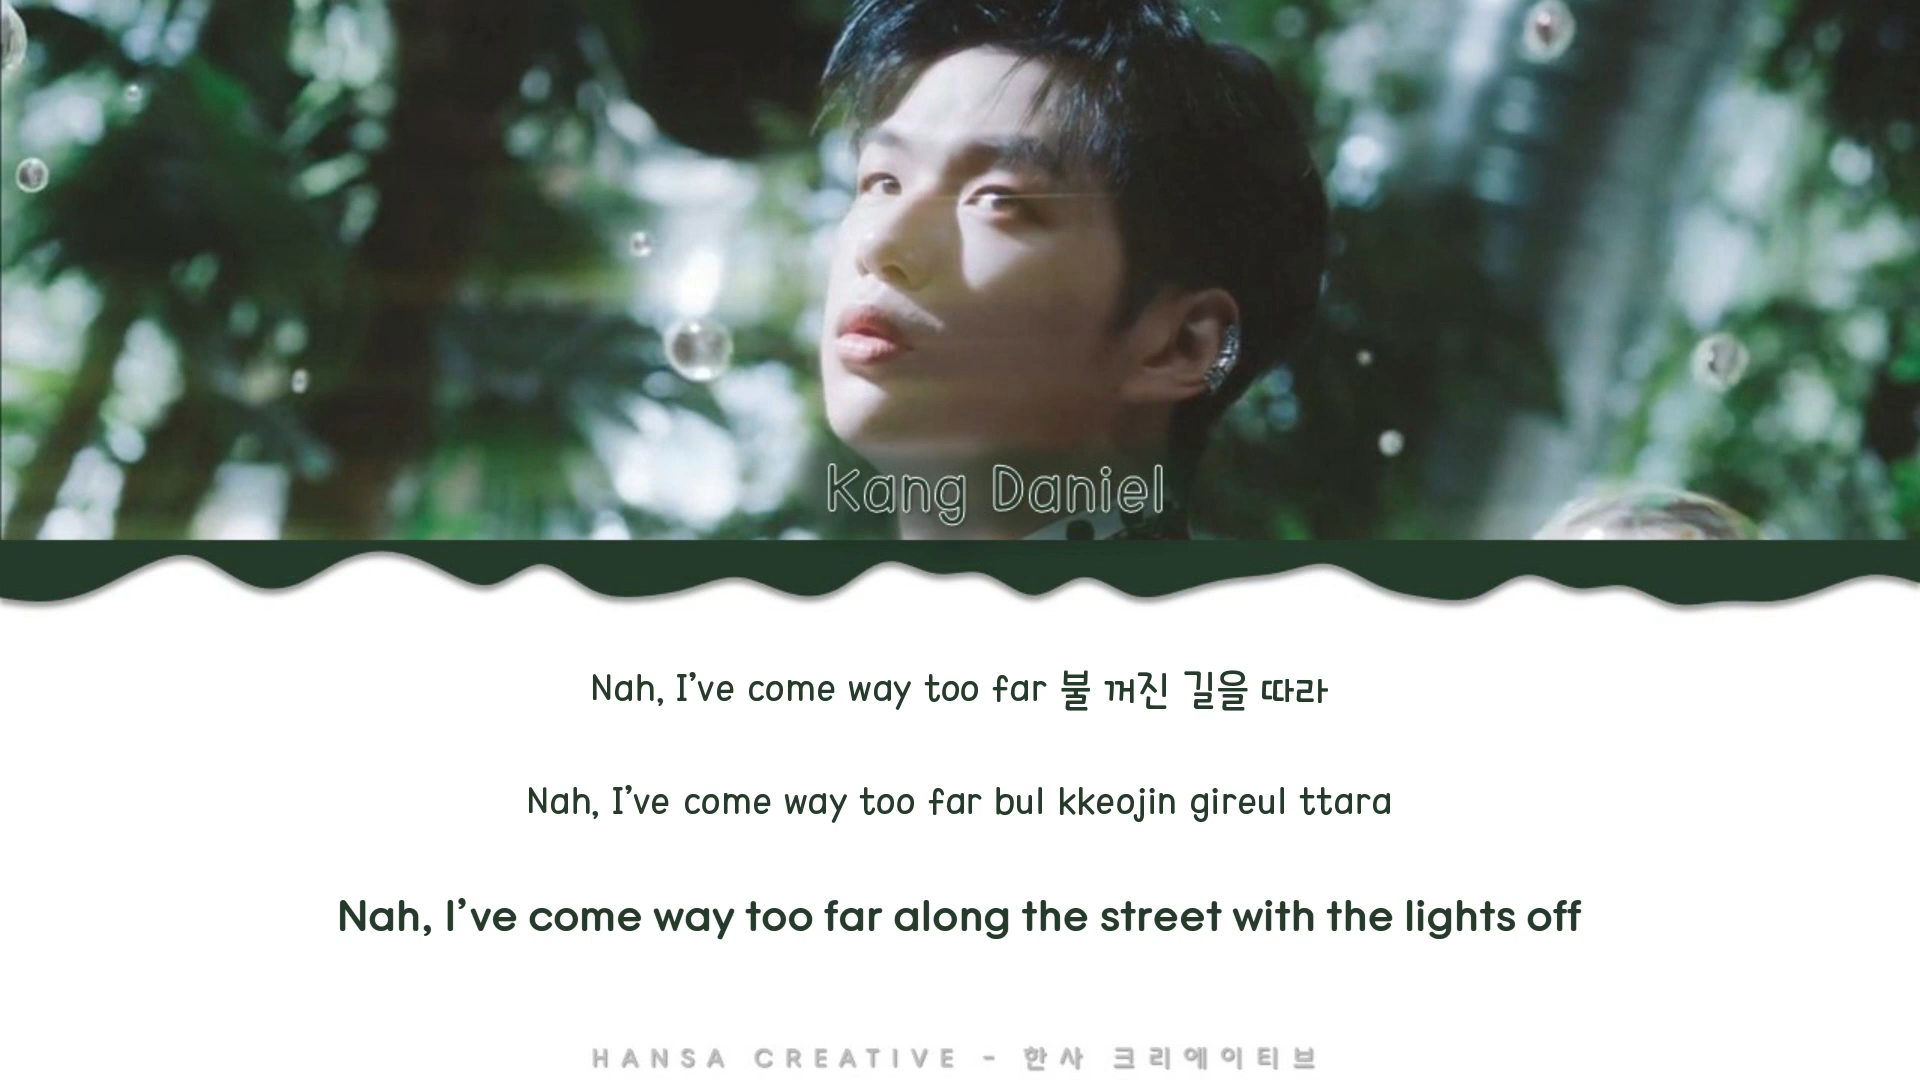 Kang Daniel
Nah, I’ve come way too far 불 꺼진 길을 따라
Nah, I’ve come way too far bul kkeojin gireul ttara
Nah, I’ve come way too far along the street with the lights off
HANSA CREATIVE - 한사 크리에이티브